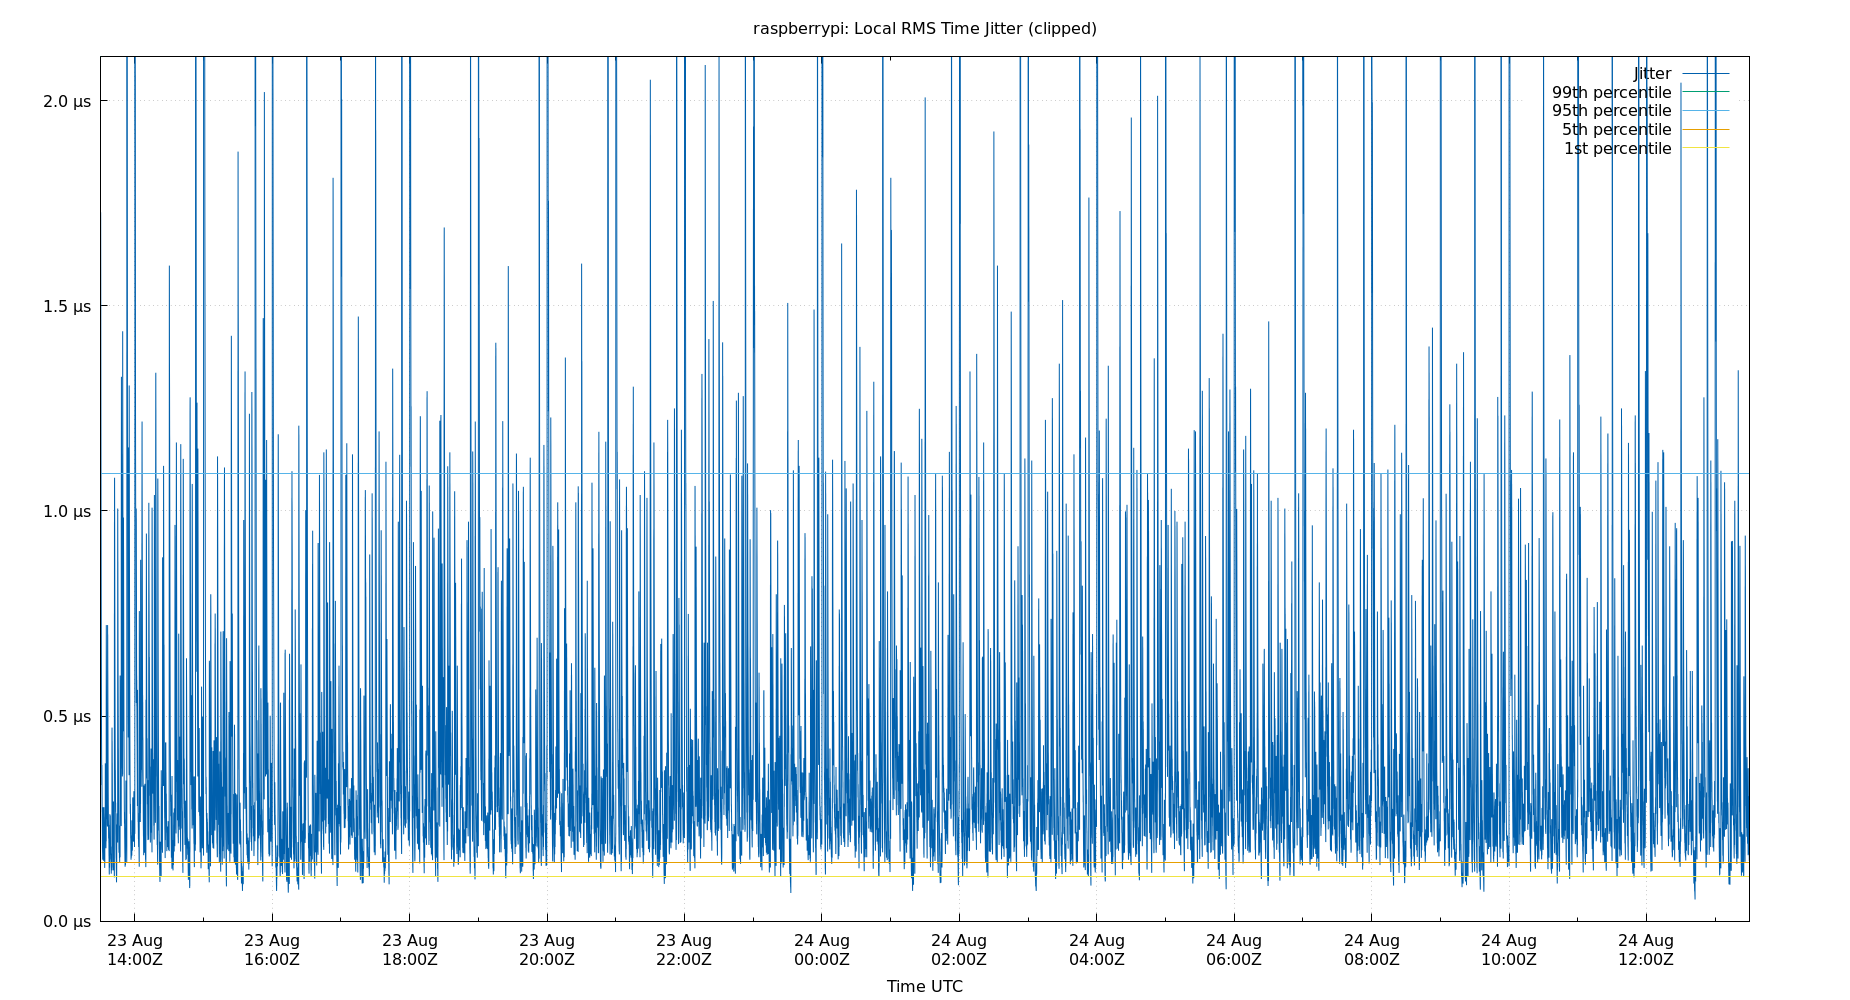 raspberrypi: Local RMS Time Jitter (clipped)
Jitter
99th percentile
95th percentile
5th percentile
1st percentile
2.0 µs
1.5 µs
1.0 µs
0.5 µs
0.0 µs
23 Aug 23 Aug 23 Aug 23 Aug 23 Aug 24 Aug 24 Aug 24 Aug 24 Aug 24 Aug 24 Aug 24 Aug
14:00Z 16:00Z 18:00Z 20:00Z 22:00Z 00:00Z 02:00Z 04:00Z 06:00Z 08:00Z 10:00Z 12:00Z
Time UTC